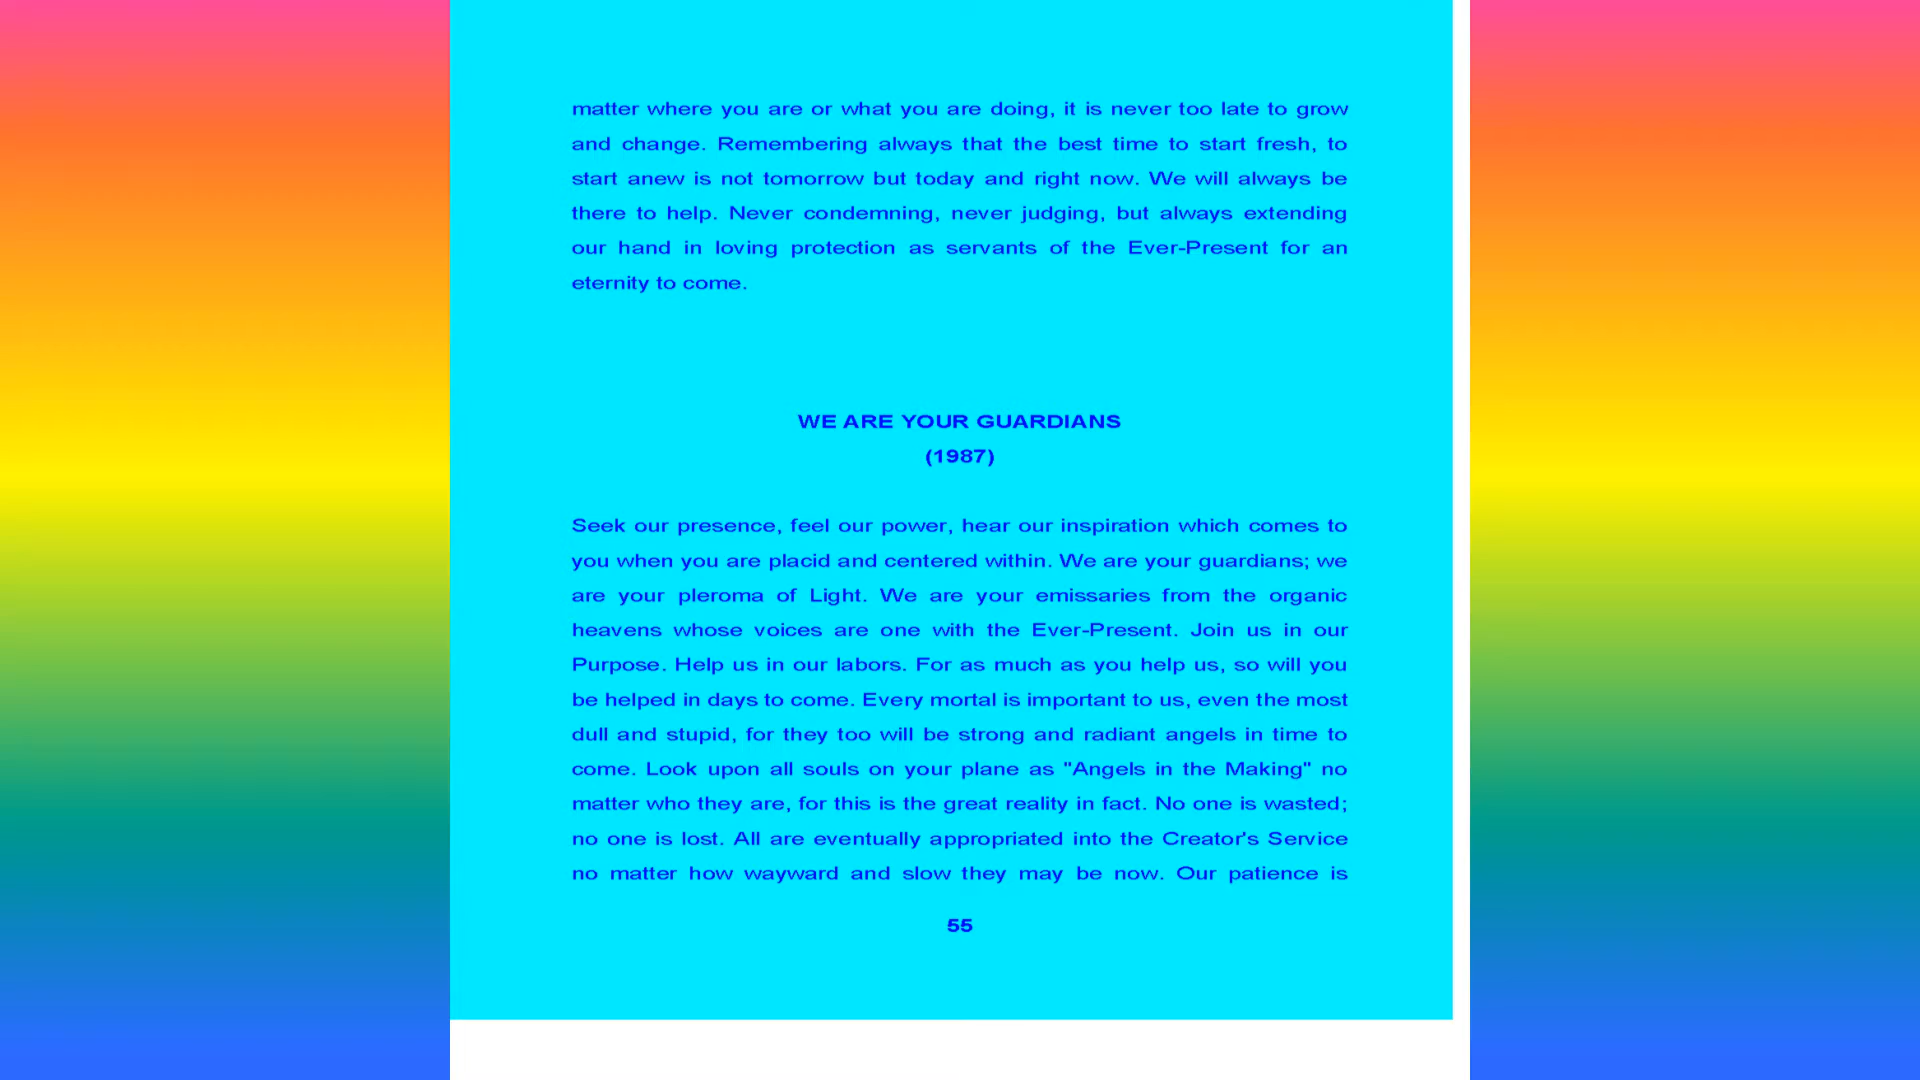 matter where you are or what you are doing, it is never too late to grow
and change. Remembering always that the best time to start fresh, to
start anew is not tomorrow but today and right now. We will always be
there to help. Never condemning, never judging, but always extending
our hand in loving protection as servants of the Ever-Present for an
eternity to come.
WE ARE YOUR GUARDIANS
(1987)
Seek our presence, feel our power, hear our inspiration which comes to
you when you are placid and centered within. We are your guardians; we
are your pleroma of Light. We are your emissaries from the organic
heavens whose voices are one with the Ever-Present. Join us in our
Purpose. Help us in our labors. For as much as you help us, so will you
be helped in days to come. Every mortal is important to us, even the most
dull and stupid, for they too will be strong and radiant angels in time to
come. Look upon all souls on your plane as "Angels in the Making" no
matter who they are, for this is the great reality in fact. No one is wasted;
no one is lost. All are eventually appropriated into the Creator's Service
no matter how wayward and slow they may be now. Our patience is
55